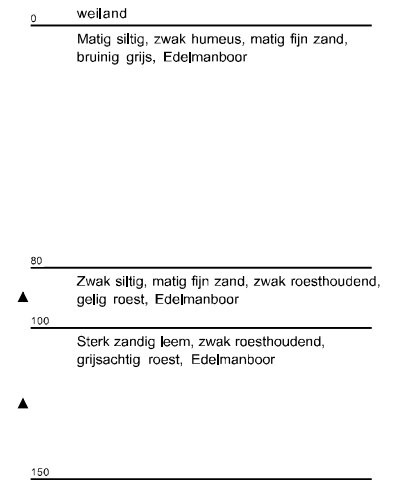 weiland
0
Matig siltig, zwak humeus, matig fijn zand,
bruinig grijs, Edelmanboor
80
Zwak siltig, matig fijn zand, zwak roesthoudend,
gelig roest, Edelmanboor
100
Sterk zandig leem, zwak roesthoudend,
grijsachtig roest, Edelmanboor
150